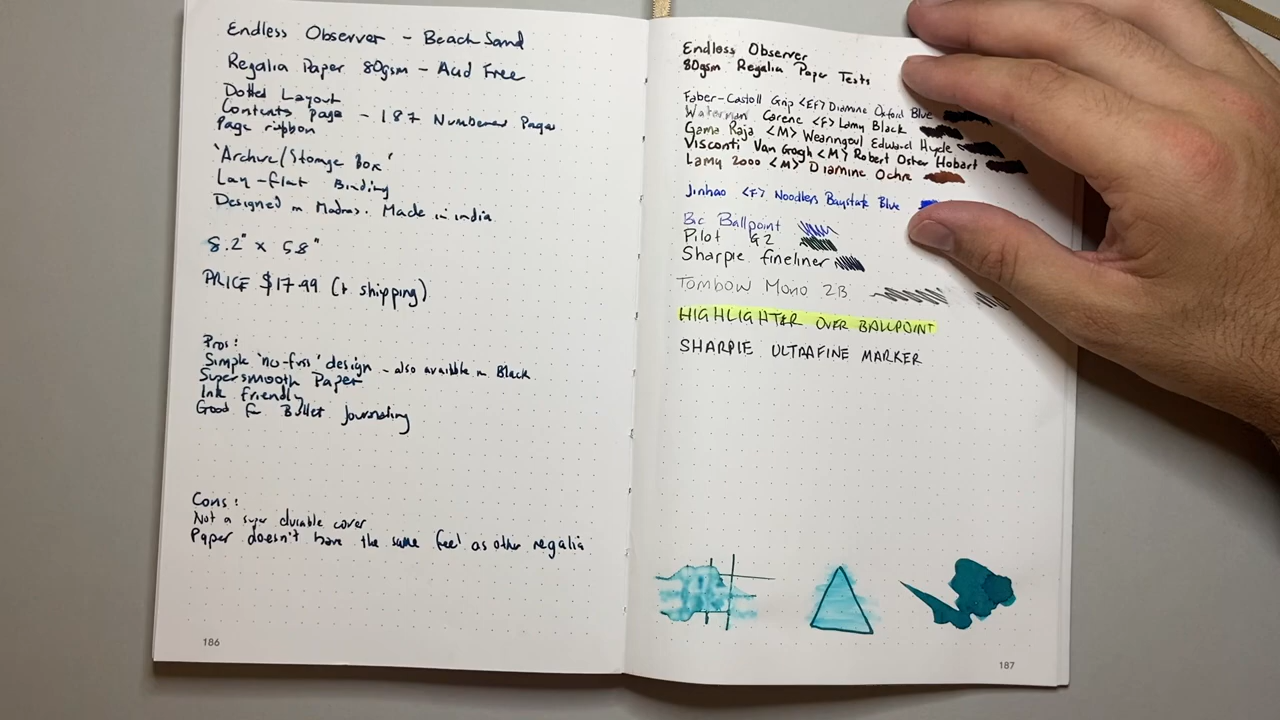 Endless Observer - Beach Sand
Regalia Paper 80gsm - Acid Free
Dotted Layout
Contents page - 187 Numbered Pages
Page ribbon
'Archive/Storage Box'
Lay-flat Binding
Designed in Madras. Made in india
8.2" x 5.8"
PRICE $17.99 (+ shipping)
Pros:
Simple 'no-fuss' design - also available in Black
Supersmooth Paper
Ink friendly
Good for Bullet Journaling
Cons:
Not a super durable cover
Paper doesn't have the same feel as other regalia
186
Endless Observer
80gsm Regalia Paper Tests
Faber-Castell Grip <EF> Diamine Oxford Blue
Waterman Carene <F> Lamy Black
Gama Raja <M> Wearingeul Edward Hyde
Visconti Van Gogh <M> Robert Oster Hobart
Lamy 2000 <M> Diamine Ochre
Jinhao <F> Noodlers Baystate Blue
Bic Ballpoint
Pilot G2
Sharpie fineliner
Tombow Mono 2B
HIGHLIGHTER OVER BALLPOINT
SHARPIE ULTRAFINE MARKER
187